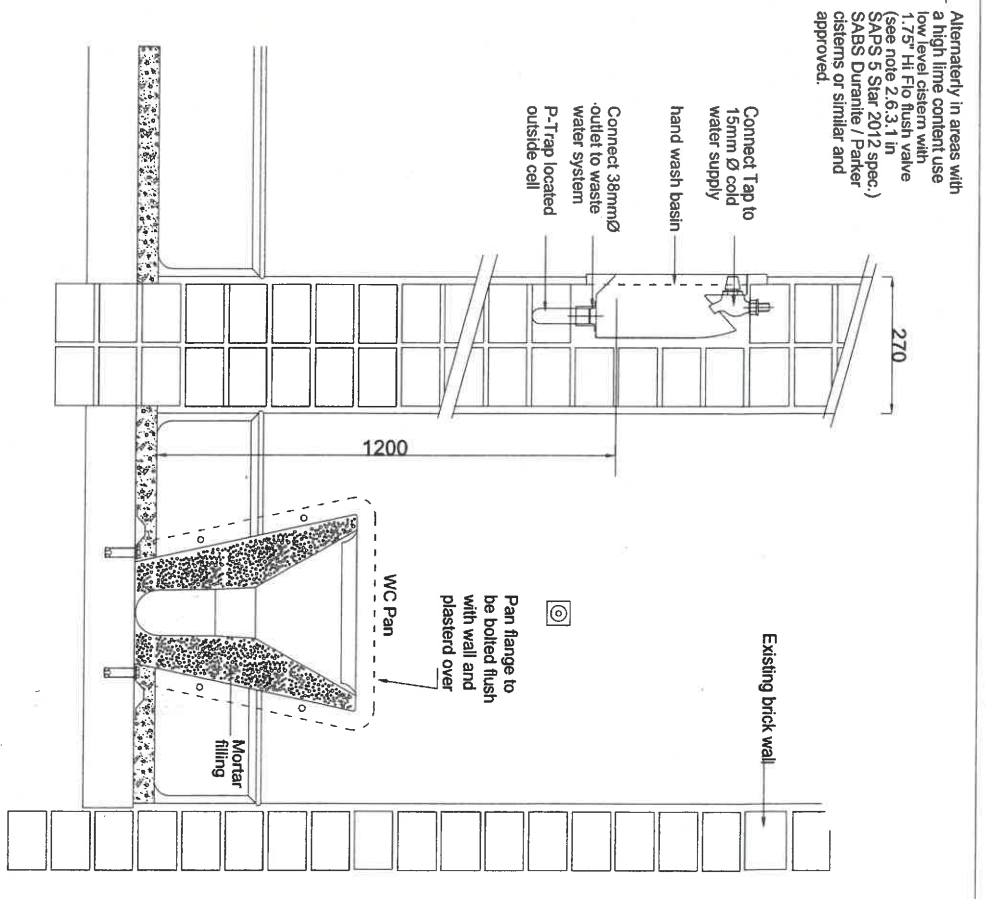 Alternaterly in areas with
a high lime content use
low level cistern with
1.75" Hi Flo flush valve
(see note 2.6.3.1 in
SAPS 5 Star 2012 spec.)
SABS Duranite / Parker
cisterns or similar and
approved.
270
Connect Tap to
15mm Ø cold
water supply
hand wash basin
Connect 38mmØ
outlet to waste
water system
P-Trap located
outside cell
1200
Existing brick wall
Pan flange to
be bolted flush
with wall and
plasterd over
WC Pan
Mortar
filling